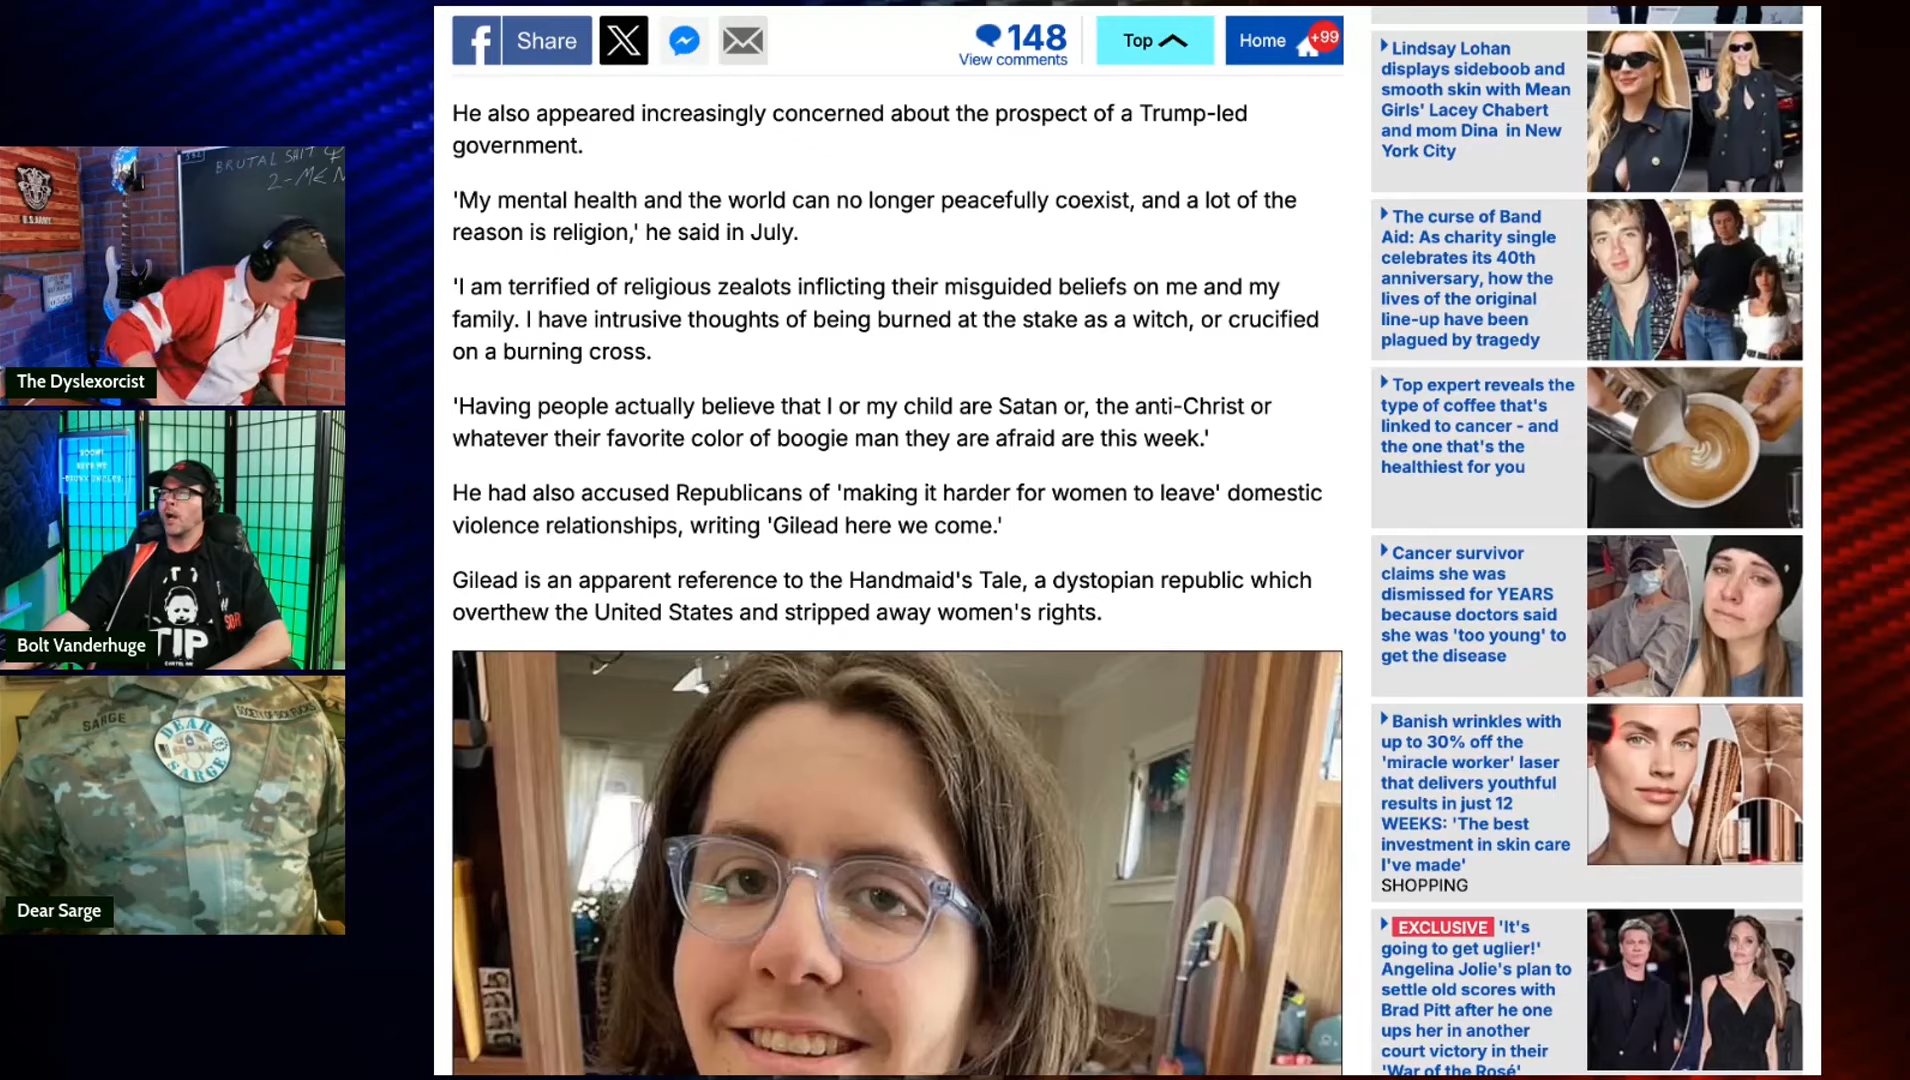 Share
148
View comments
Top
Home
+99
He also appeared increasingly concerned about the prospect of a Trump-led
government.
'My mental health and the world can no longer peacefully coexist, and a lot of the
reason is religion,' he said in July.
'I am terrified of religious zealots inflicting their misguided beliefs on me and my
family. I have intrusive thoughts of being burned at the stake as a witch, or crucified
on a burning cross.
'Having people actually believe that I or my child are Satan or, the anti-Christ or
whatever their favorite color of boogie man they are afraid are this week.'
He had also accused Republicans of 'making it harder for women to leave' domestic
violence relationships, writing 'Gilead here we come.'
Gilead is an apparent reference to the Handmaid's Tale, a dystopian republic which
overthew the United States and stripped away women's rights.
Lindsay Lohan
displays sideboob and
smooth skin with Mean
Girls' Lacey Chabert
and mom Dina in New
York City
The curse of Band
Aid: As charity single
celebrates its 40th
anniversary, how the
lives of the original
line-up have been
plagued by tragedy
Top expert reveals the
type of coffee that's
linked to cancer - and
the one that's the
healthiest for you
Cancer survivor
claims she was
dismissed for YEARS
because doctors said
she was 'too young' to
get the disease
Banish wrinkles with
up to 30% off the
'miracle worker' laser
that delivers youthful
results in just 12
WEEKS: 'The best
investment in skin care
I've made'
SHOPPING
EXCLUSIVE 'It's
going to get uglier!'
Angelina Jolie's plan to
settle old scores with
Brad Pitt after he one
ups her in another
court victory in their
'War of the Rosé'
BRUTAL SHIT
2-MEN
U.S. ARMY
The Dyslexorcist
TIP
Bolt Vanderhuge
SARGE
DEAR
SARGE
Dear Sarge